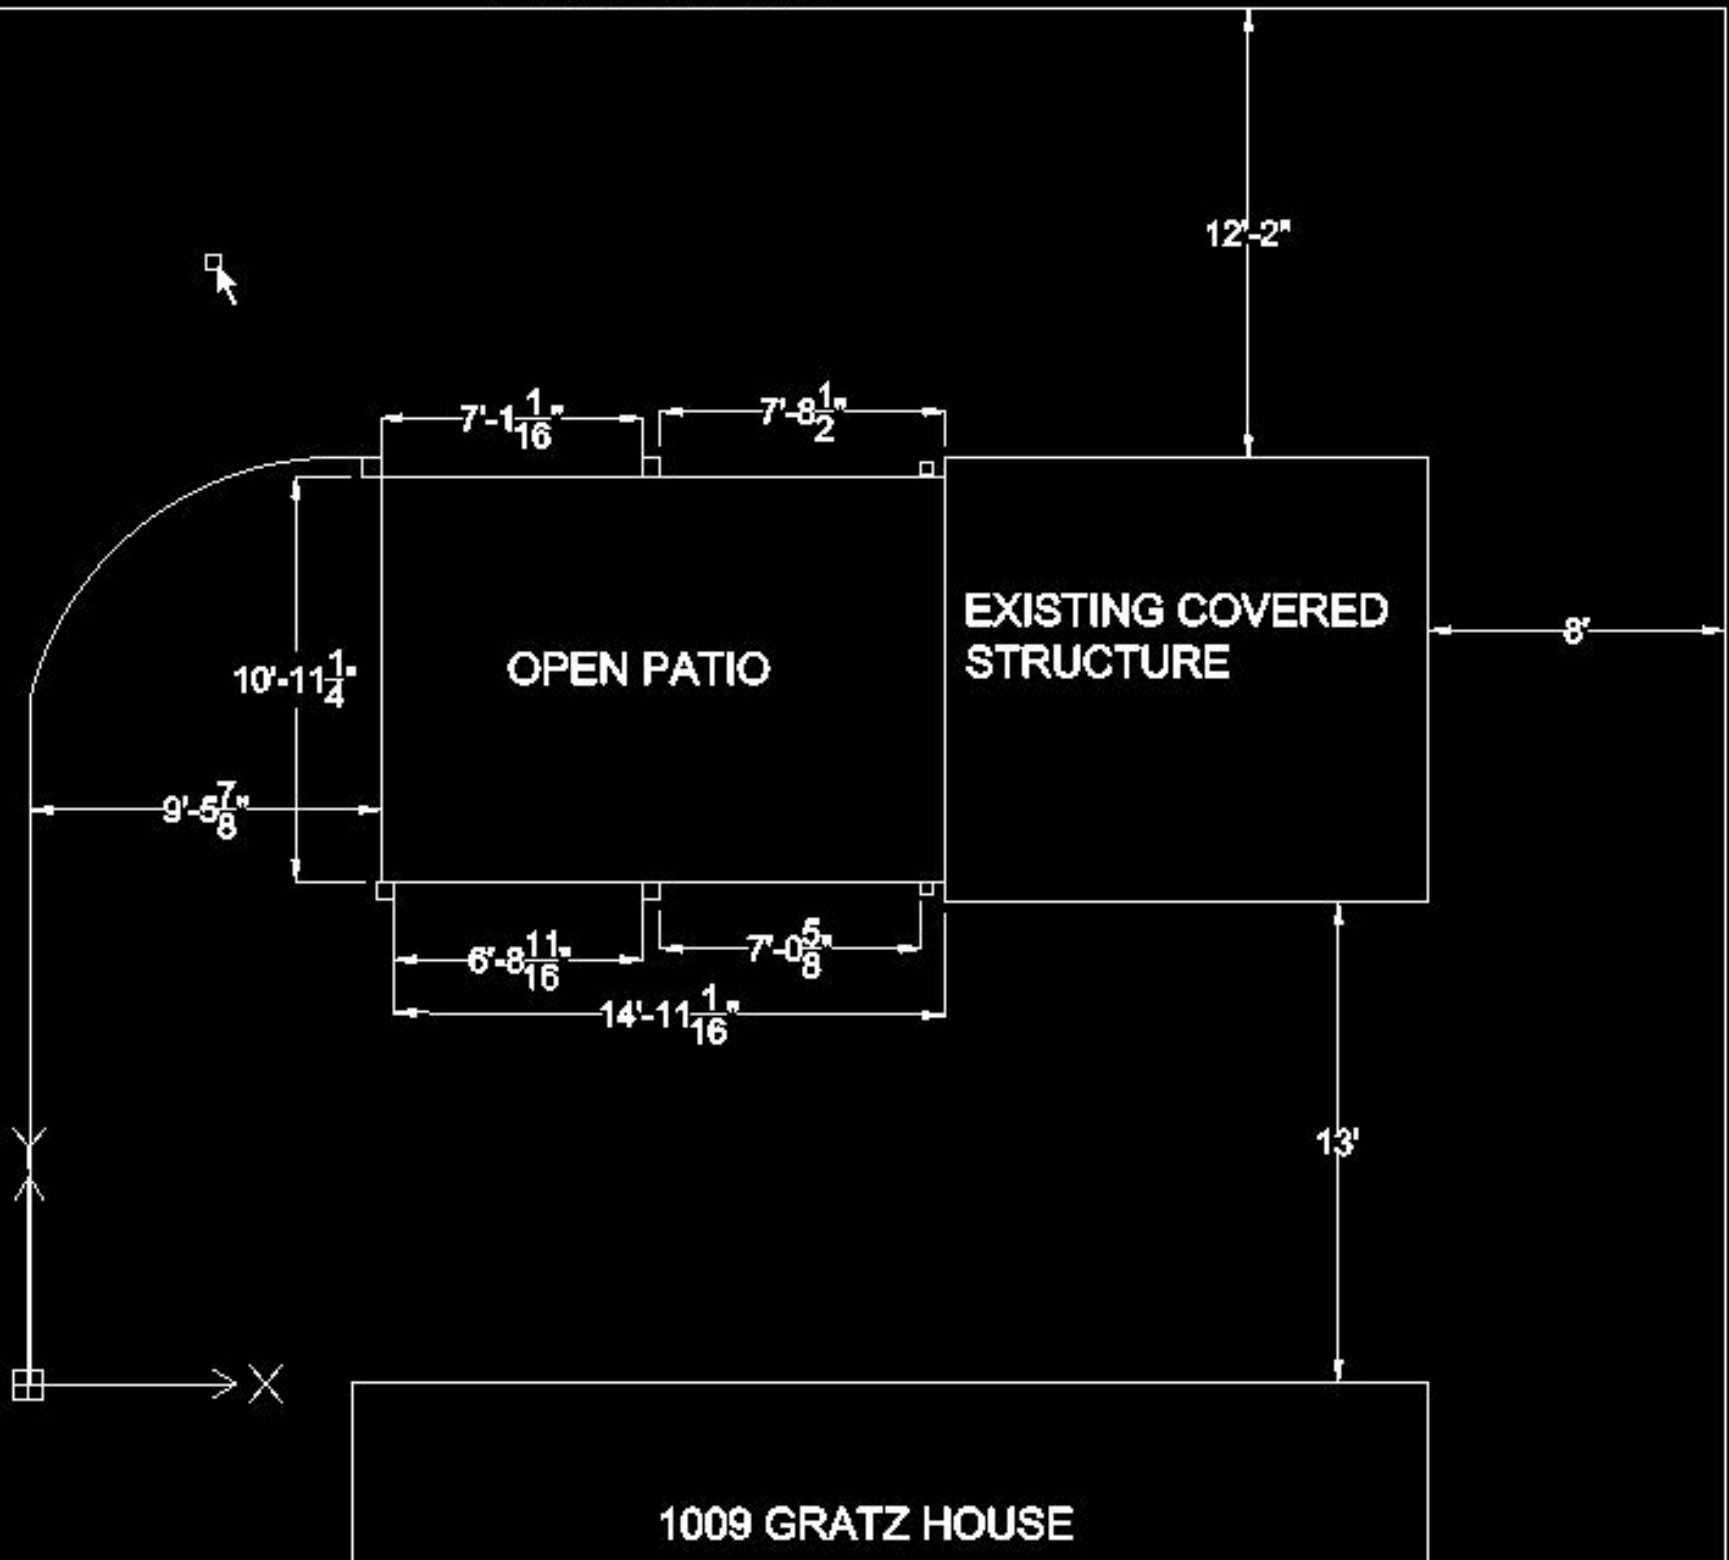 12'-2"
7'-1 1/16"
7'-8 1/2"
EXISTING COVERED
STRUCTURE
8'
OPEN PATIO
10'-11 1/4"
9'-5 7/8"
6'-8 11/16"
7'-0 5/8"
14'-11 1/16"
Y
13'
X
1009 GRATZ HOUSE